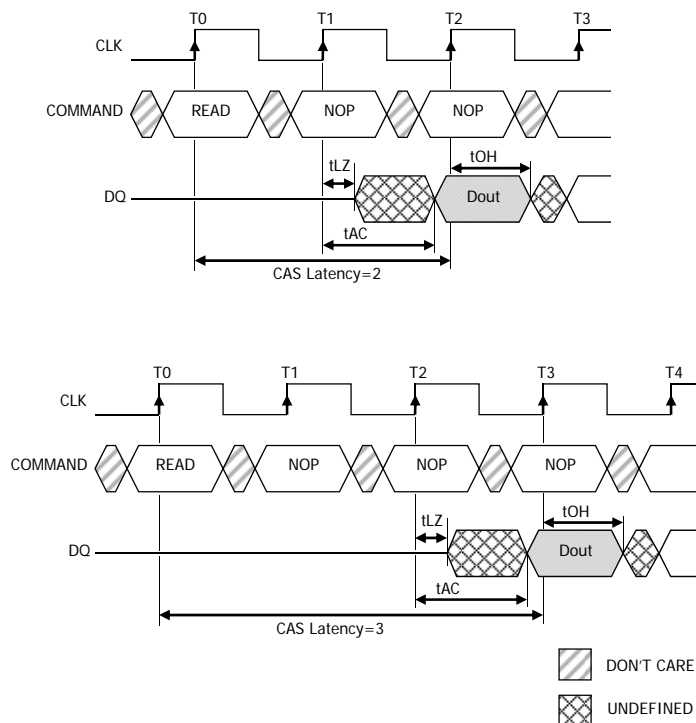 T0 T1 T2 T3
CLK
COMMAND READ NOP NOP
tLZ tOH
DQ Dout
tAC
CAS Latency=2
T0 T1 T2 T3 T4
CLK
COMMAND READ NOP NOP NOP
tLZ tOH
DQ Dout
tAC
CAS Latency=3
DON'T CARE
UNDEFINED